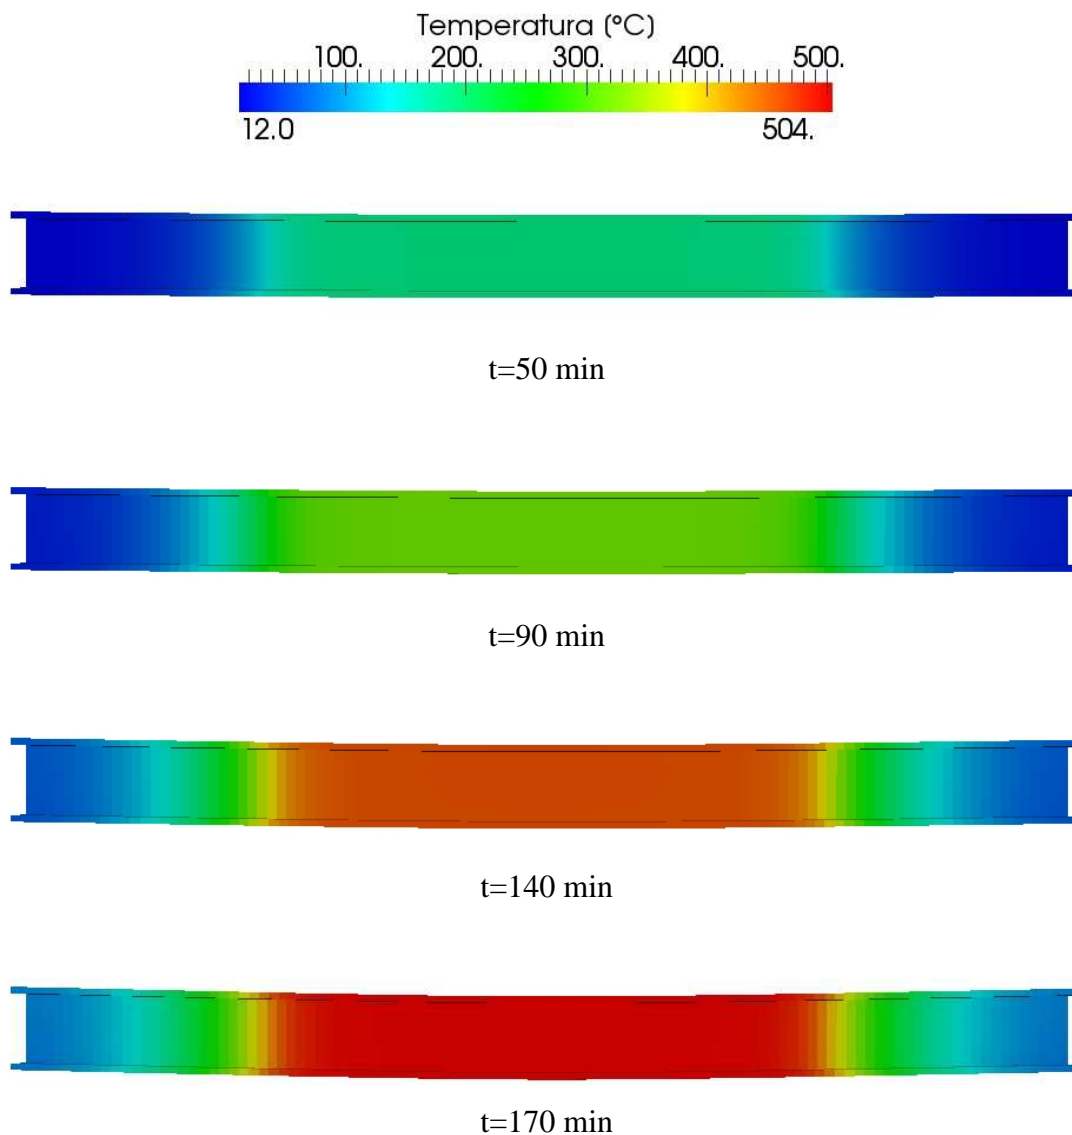 Temperatura (°C)
100. 200. 300. 400. 500.
12.0 504.
t=50 min
t=90 min
t=140 min
t=170 min